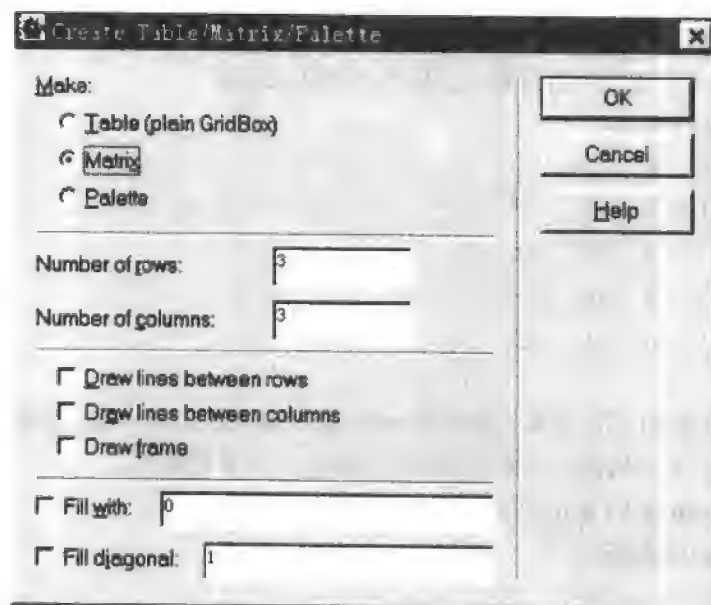 Create Table/Matrix/Palette
Make:
Table (plain GridBox)
Matrix
Palette
Number of rows: 3
Number of columns: 3
Draw lines between rows
Draw lines between columns
Draw frame
Fill with: 0
Fill diagonal: 1
OK
Cancel
Help